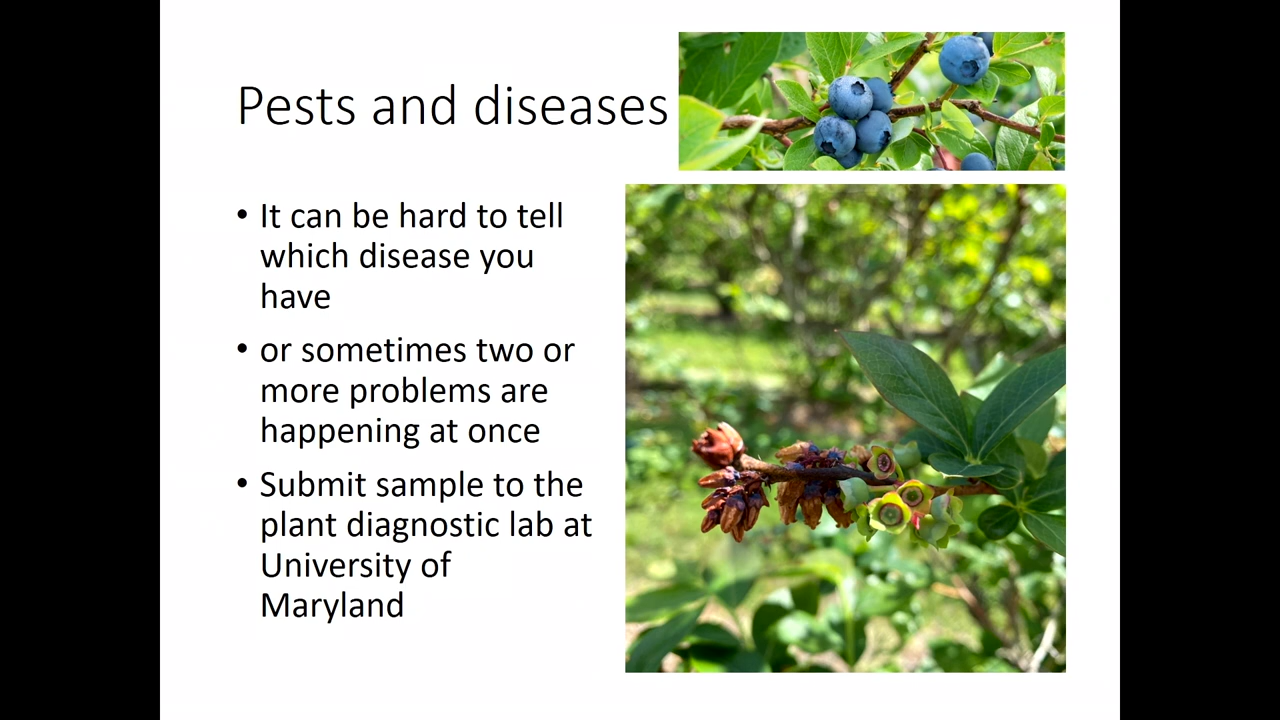 Pests and diseases
• It can be hard to tell
which disease you
have
• or sometimes two or
more problems are
happening at once
• Submit sample to the
plant diagnostic lab at
University of
Maryland